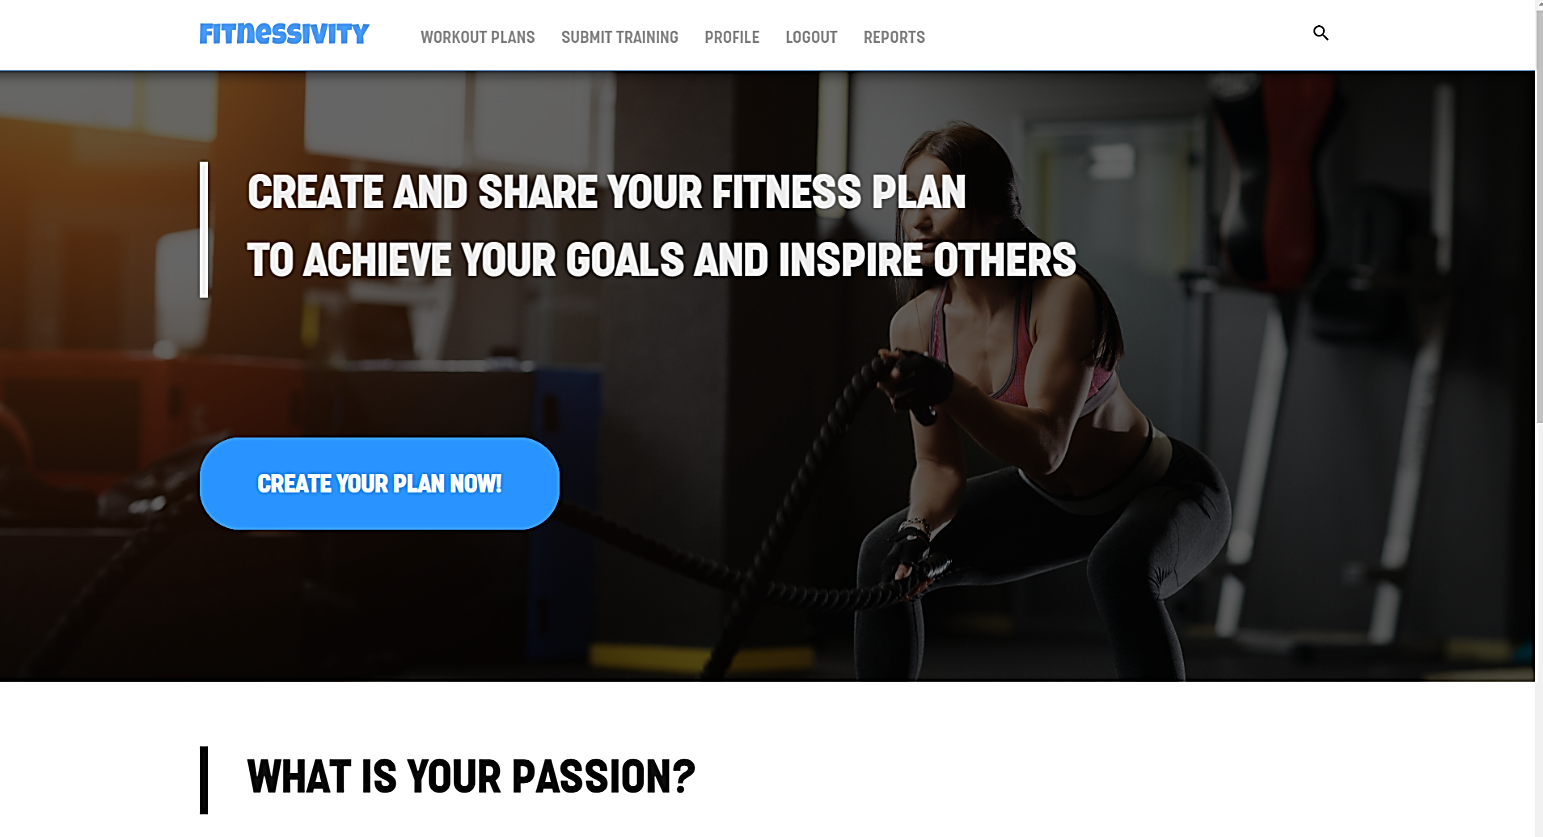 FITNESSIVITY
WORKOUT PLANS SUBMIT TRAINING PROFILE LOGOUT REPORTS
CREATE AND SHARE YOUR FITNESS PLAN
TO ACHIEVE YOUR GOALS AND INSPIRE OTHERS
CREATE YOUR PLAN NOW!
WHAT IS YOUR PASSION?